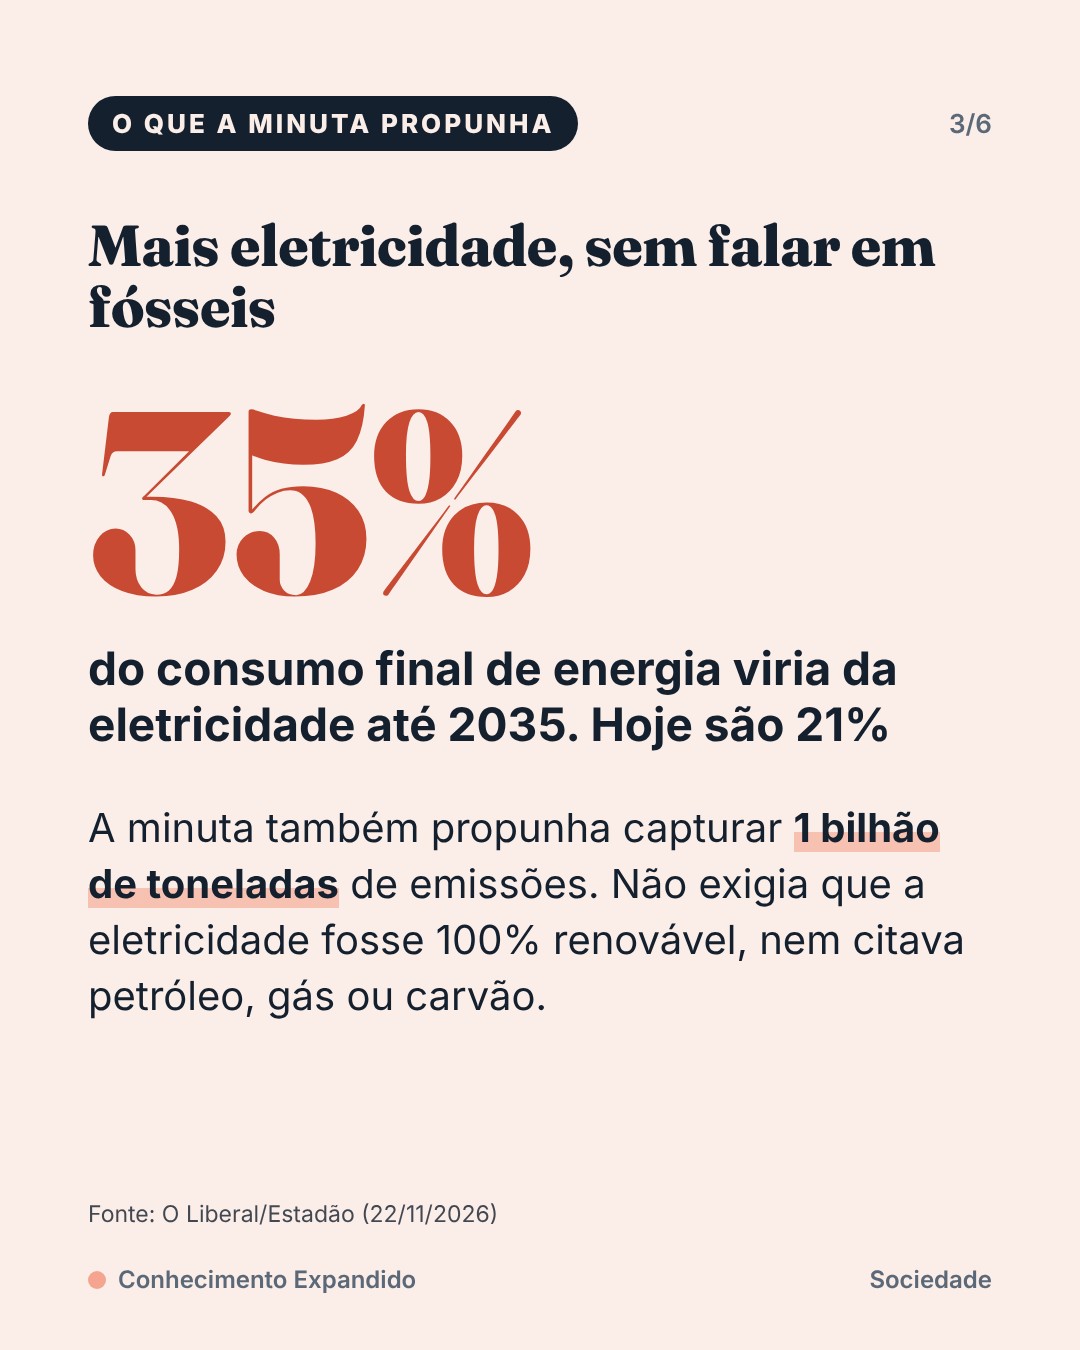 O QUE A MINUTA PROPUNHA
3/6
Mais eletricidade, sem falar em
fósseis
35%
do consumo final de energia viria da
eletricidade até 2035. Hoje são 21%
A minuta também propunha capturar 1 bilhão
de toneladas de emissões. Não exigia que a
eletricidade fosse 100% renovável, nem citava
petróleo, gás ou carvão.
Fonte: O Liberal/Estadão (22/11/2026)
Conhecimento Expandido
Sociedade